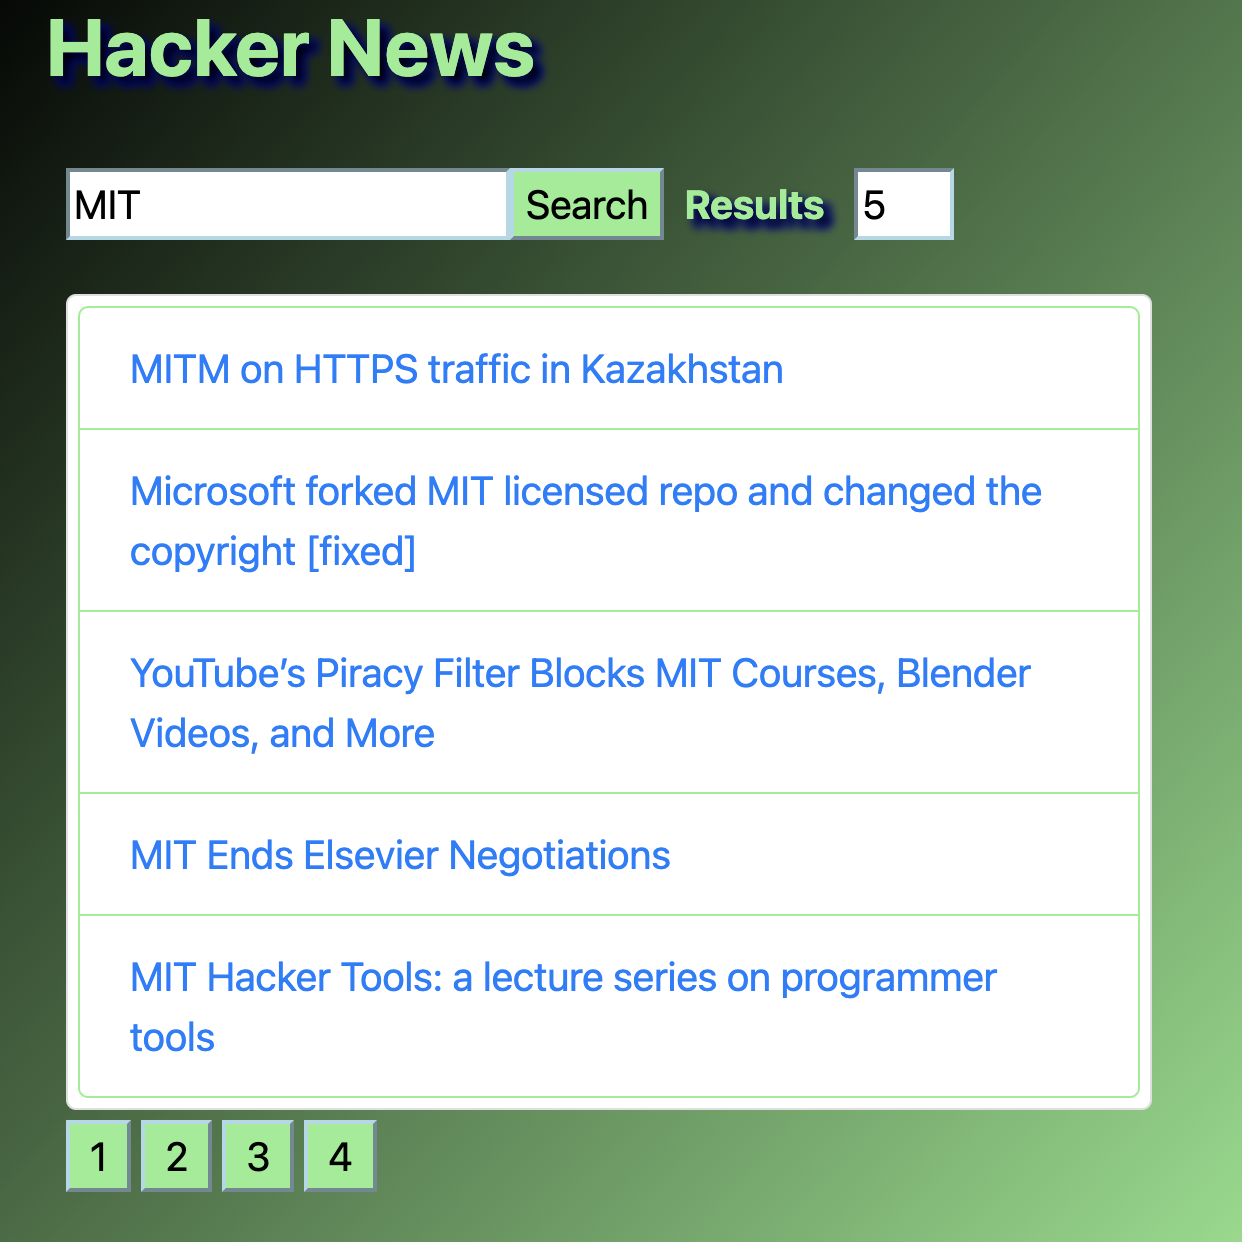 Hacker News
MIT Search Results 5
MITM on HTTPS traffic in Kazakhstan
Microsoft forked MIT licensed repo and changed the
copyright [fixed]
YouTube’s Piracy Filter Blocks MIT Courses, Blender
Videos, and More
MIT Ends Elsevier Negotiations
MIT Hacker Tools: a lecture series on programmer
tools
1 2 3 4